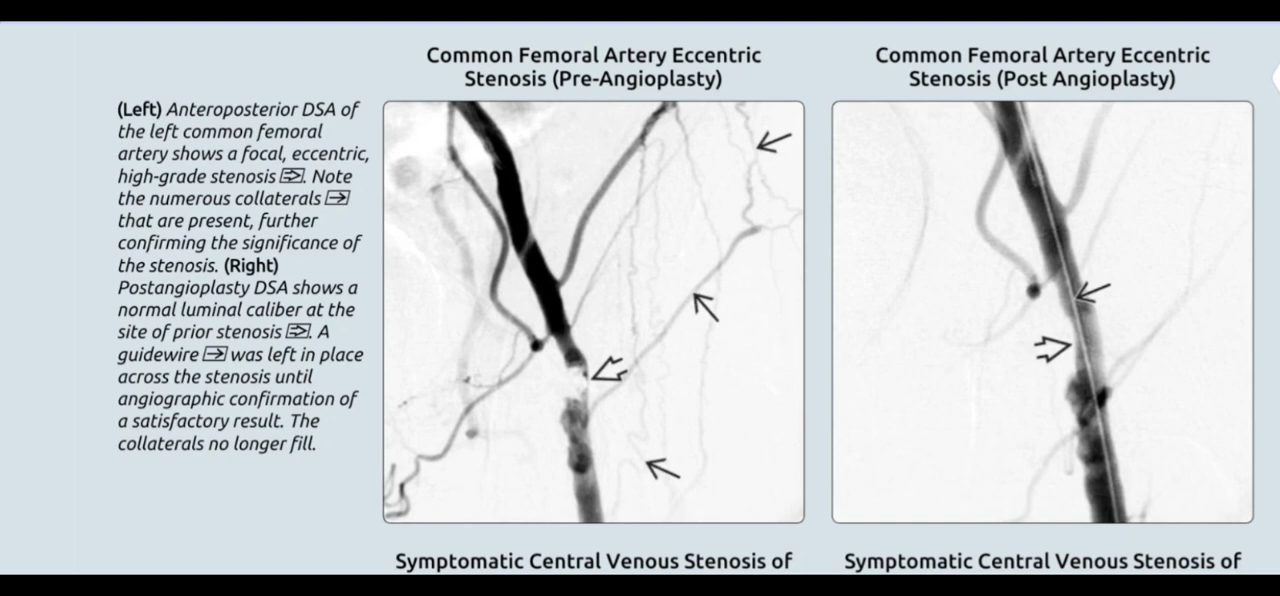 (Left) Anteroposterior DSA of
the left common femoral
artery shows a focal, eccentric,
high-grade stenosis ⮲. Note
the numerous collaterals ➔
that are present, further
confirming the significance of
the stenosis. (Right)
Postangioplasty DSA shows a
normal luminal caliber at the
site of prior stenosis ⮲. A
guidewire ➔ was left in place
across the stenosis until
angiographic confirmation of
a satisfactory result. The
collaterals no longer fill.
Common Femoral Artery Eccentric
Stenosis (Pre-Angioplasty)
Common Femoral Artery Eccentric
Stenosis (Post Angioplasty)
Symptomatic Central Venous Stenosis of
Symptomatic Central Venous Stenosis of